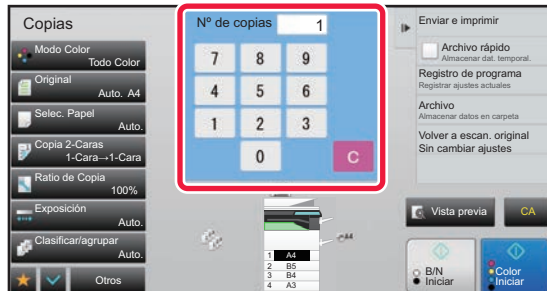 Copias
Modo Color
Todo Color
Original
Auto. A4
Selec. Papel
Auto.
Copia 2-Caras
1-Cara→1-Cara
Ratio de Copia
100%
Exposición
Auto.
Clasificar/agrupar
Auto.
Otros
Nº de copias 1
7 8 9
4 5 6
1 2 3
0 C
1 A4
2 B5
3 B4
4 A3
Enviar e imprimir
Archivo rápido
Almacenar dat. temporal.
Registro de programa
Registrar ajustes actuales
Archivo
Almacenar datos en carpeta
Volver a escan. original
Sin cambiar ajustes
Vista previa
CA
B/N
Iniciar
Color
Iniciar